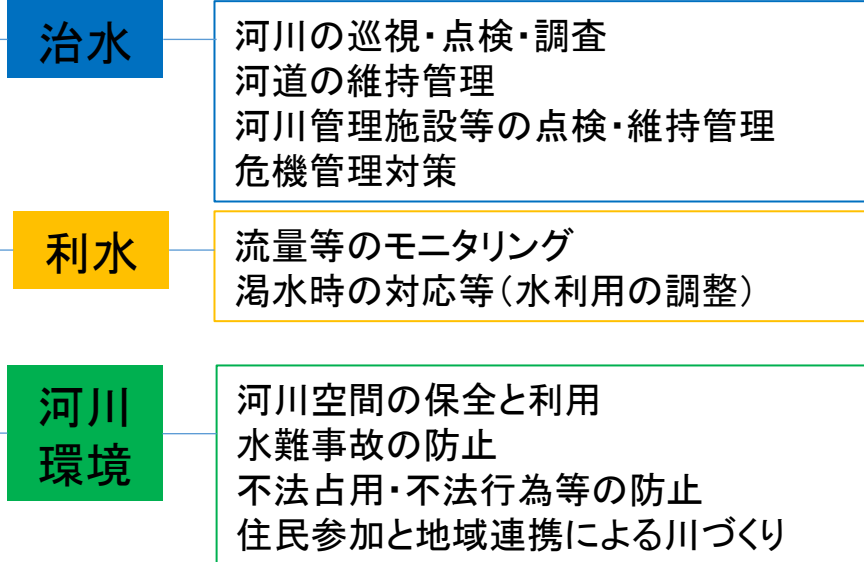 治水
河川の巡視・点検・調査
河道の維持管理
河川管理施設等の点検・維持管理
危機管理対策
利水
流量等のモニタリング
渇水時の対応等(水利用の調整)
河川
環境
河川空間の保全と利用
水難事故の防止
不法占用・不法行為等の防止
住民参加と地域連携による川づくり